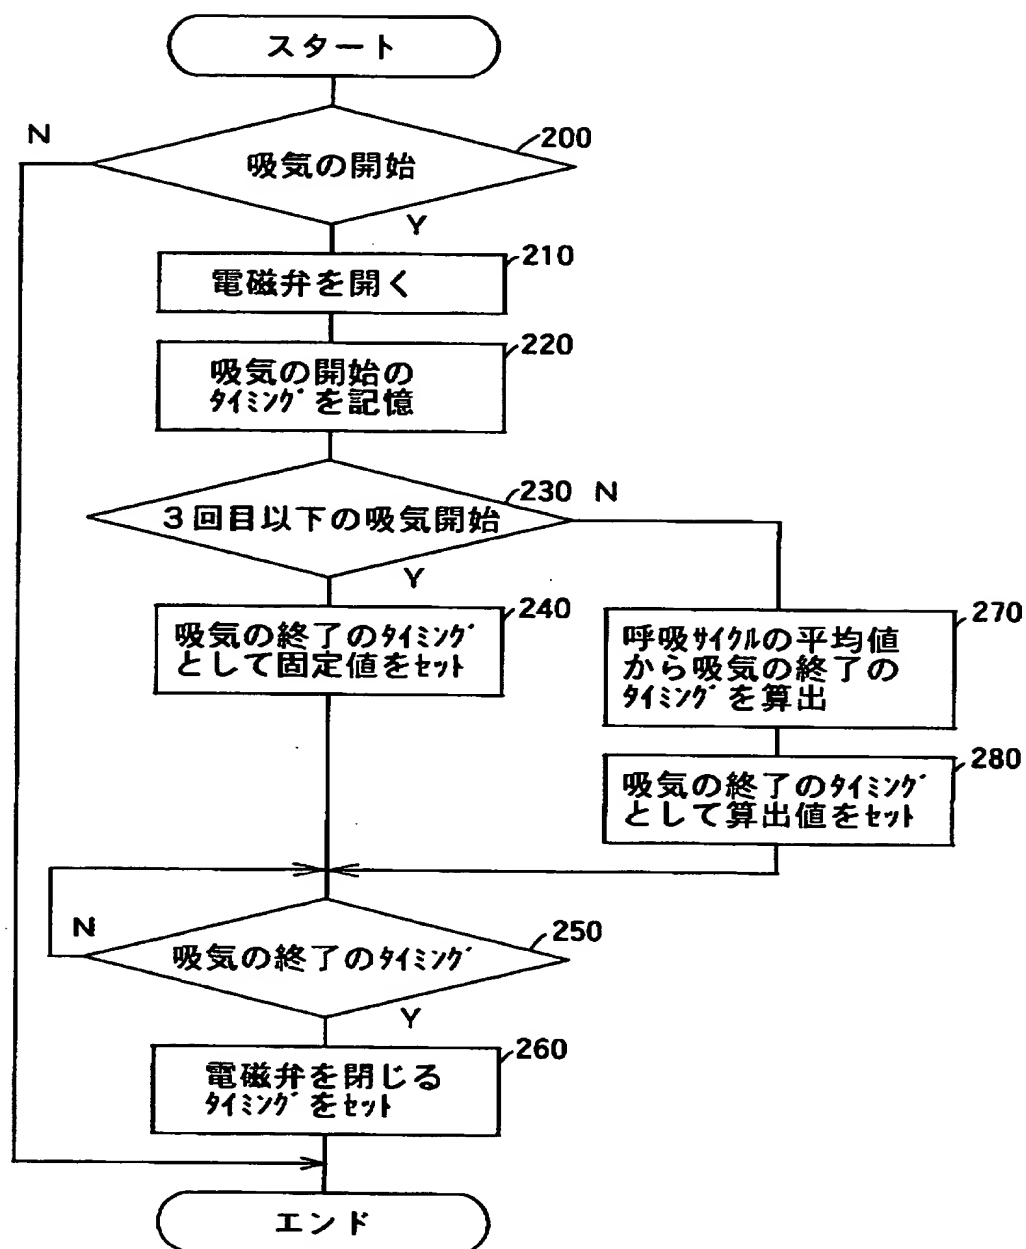 スタート
N
200
吸気の開始
Y
210
電磁弁を開く
220
吸気の開始の
ﾀｲﾐﾝｸﾞを記憶
230
N
3回目以下の吸気開始
Y
240
吸気の終了のﾀｲﾐﾝｸﾞ
として固定値をｾｯﾄ
270
呼吸ｻｲｸﾙの平均値
から吸気の終了の
ﾀｲﾐﾝｸﾞを算出
280
吸気の終了のﾀｲﾐﾝｸﾞ
として算出値をｾｯﾄ
N
250
吸気の終了のﾀｲﾐﾝｸﾞ
Y
260
電磁弁を閉じる
ﾀｲﾐﾝｸﾞをｾｯﾄ
エンド